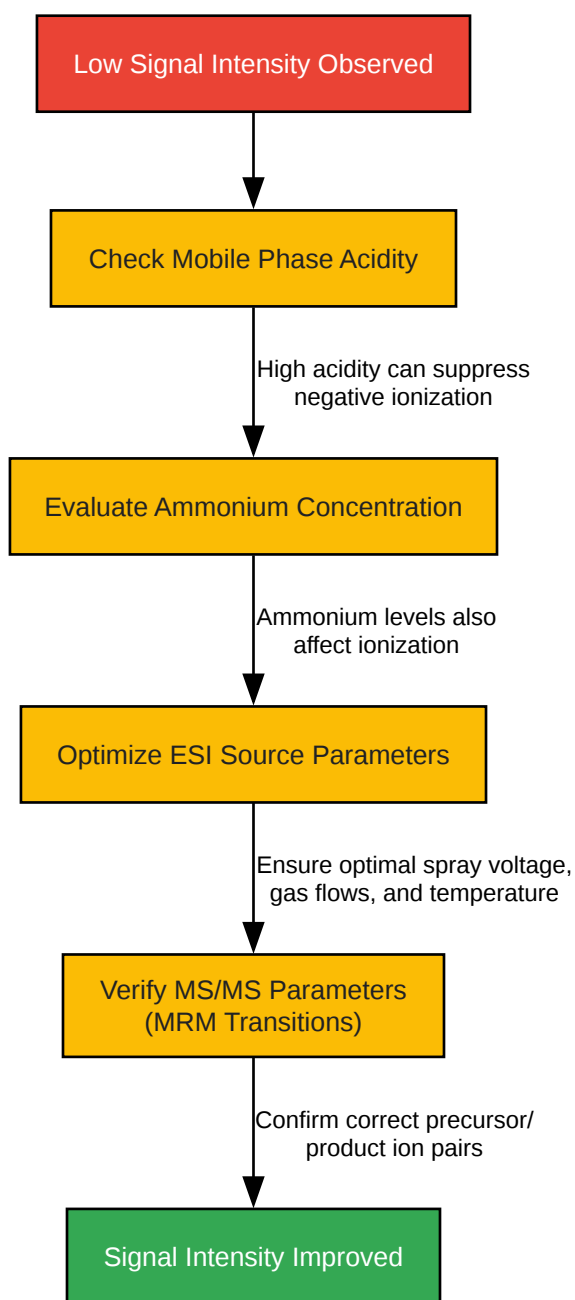 Low Signal Intensity Observed
Check Mobile Phase Acidity
High acidity can suppress
negative ionization
Evaluate Ammonium Concentration
Ammonium levels also
affect ionization
Optimize ESI Source Parameters
Ensure optimal spray voltage,
gas flows, and temperature
Verify MS/MS Parameters
(MRM Transitions)
Confirm correct precursor/
product ion pairs
Signal Intensity Improved